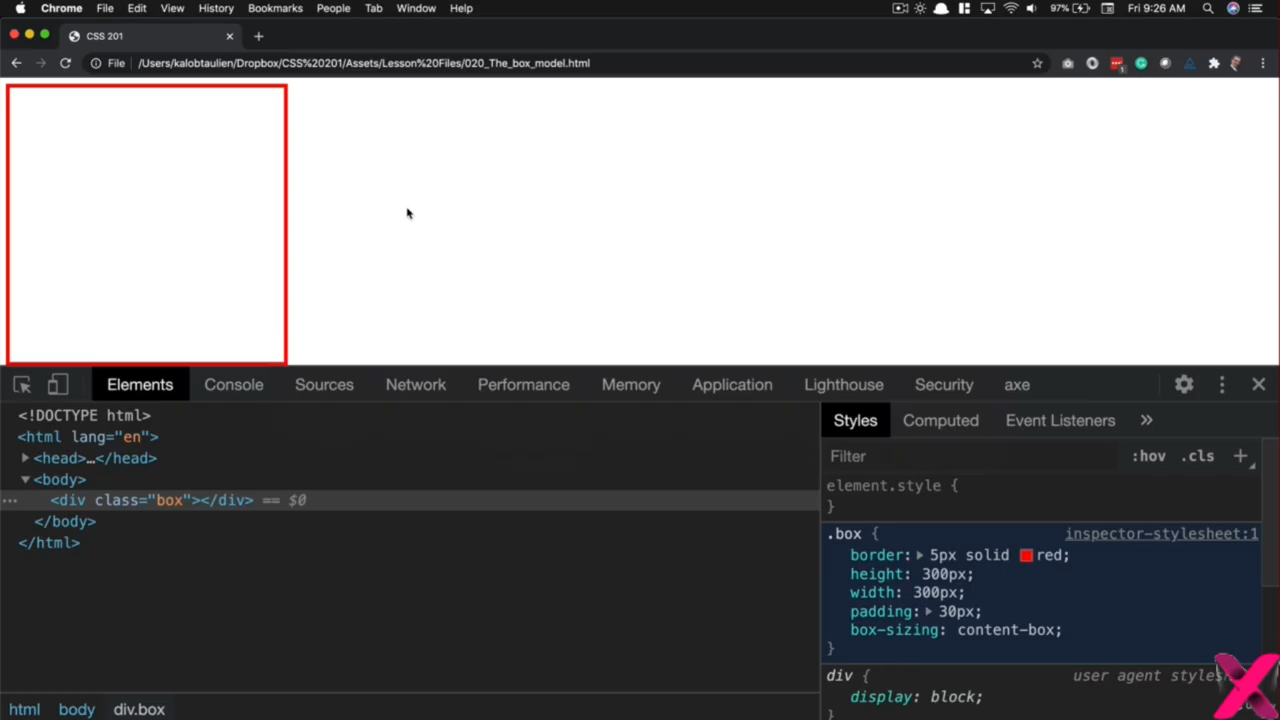 Chrome File Edit View History Bookmarks People Tab Window Help 97% Fri 9:26 AM
CSS 201
File /Users/kalobtaulien/Dropbox/CSS%20201/Assets/Lesson%20Files/020_The_box_model.html
Elements Console Sources Network Performance Memory Application Lighthouse Security axe
<!DOCTYPE html>
<html lang="en">
<head>…</head>
<body>
<div class="box"></div> == $0
</body>
</html>
html body div.box
Styles Computed Event Listeners
Filter :hov .cls
element.style {
}
.box { inspector-stylesheet:1
border: 5px solid red;
height: 300px;
width: 300px;
padding: 30px;
box-sizing: content-box;
}
div { user agent styles
display: block;
}